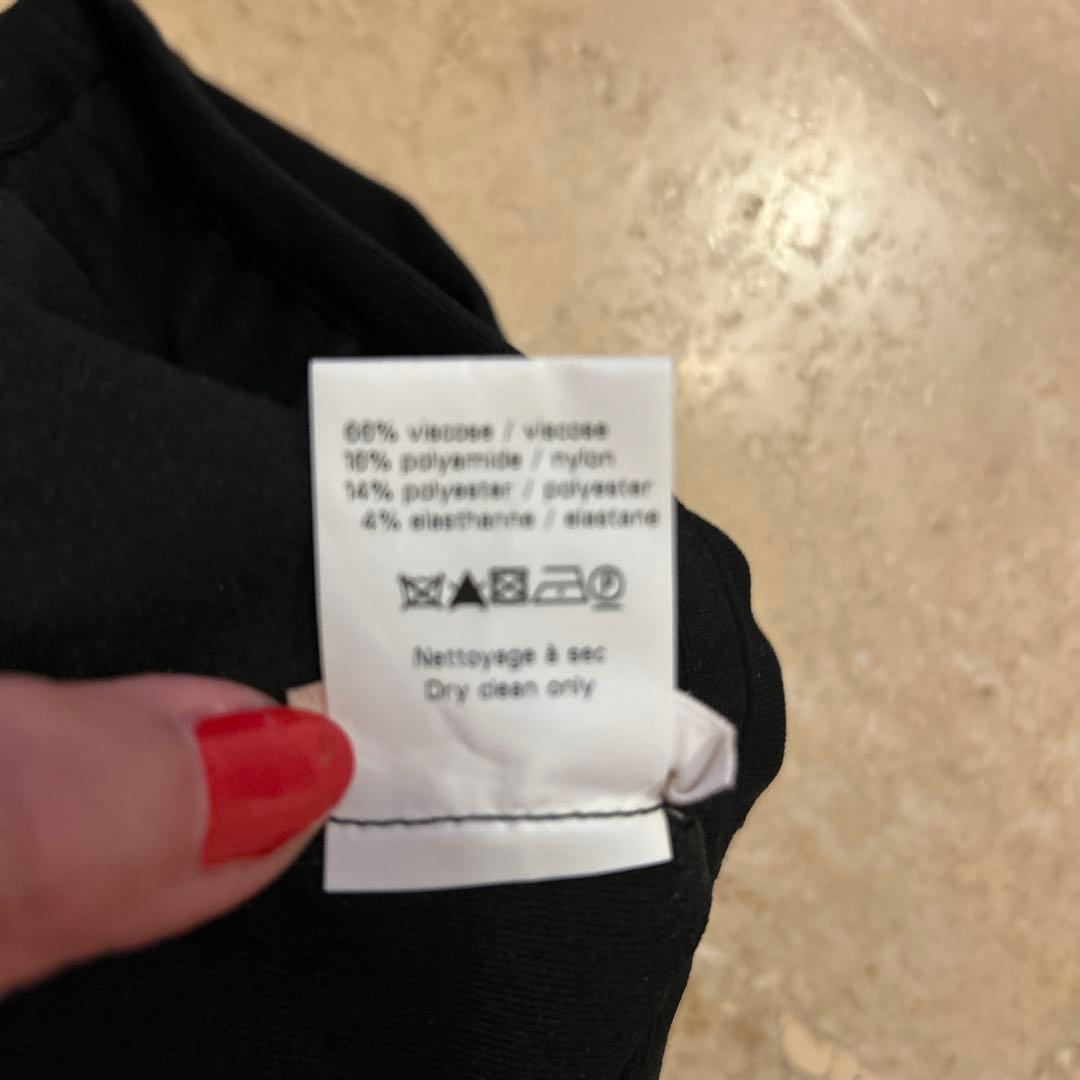 66% viscose / viscose
16% polyamide / nylon
14% polyester / polyester
4% elasthanne / elastane
Nettoyage à sec
Dry clean only